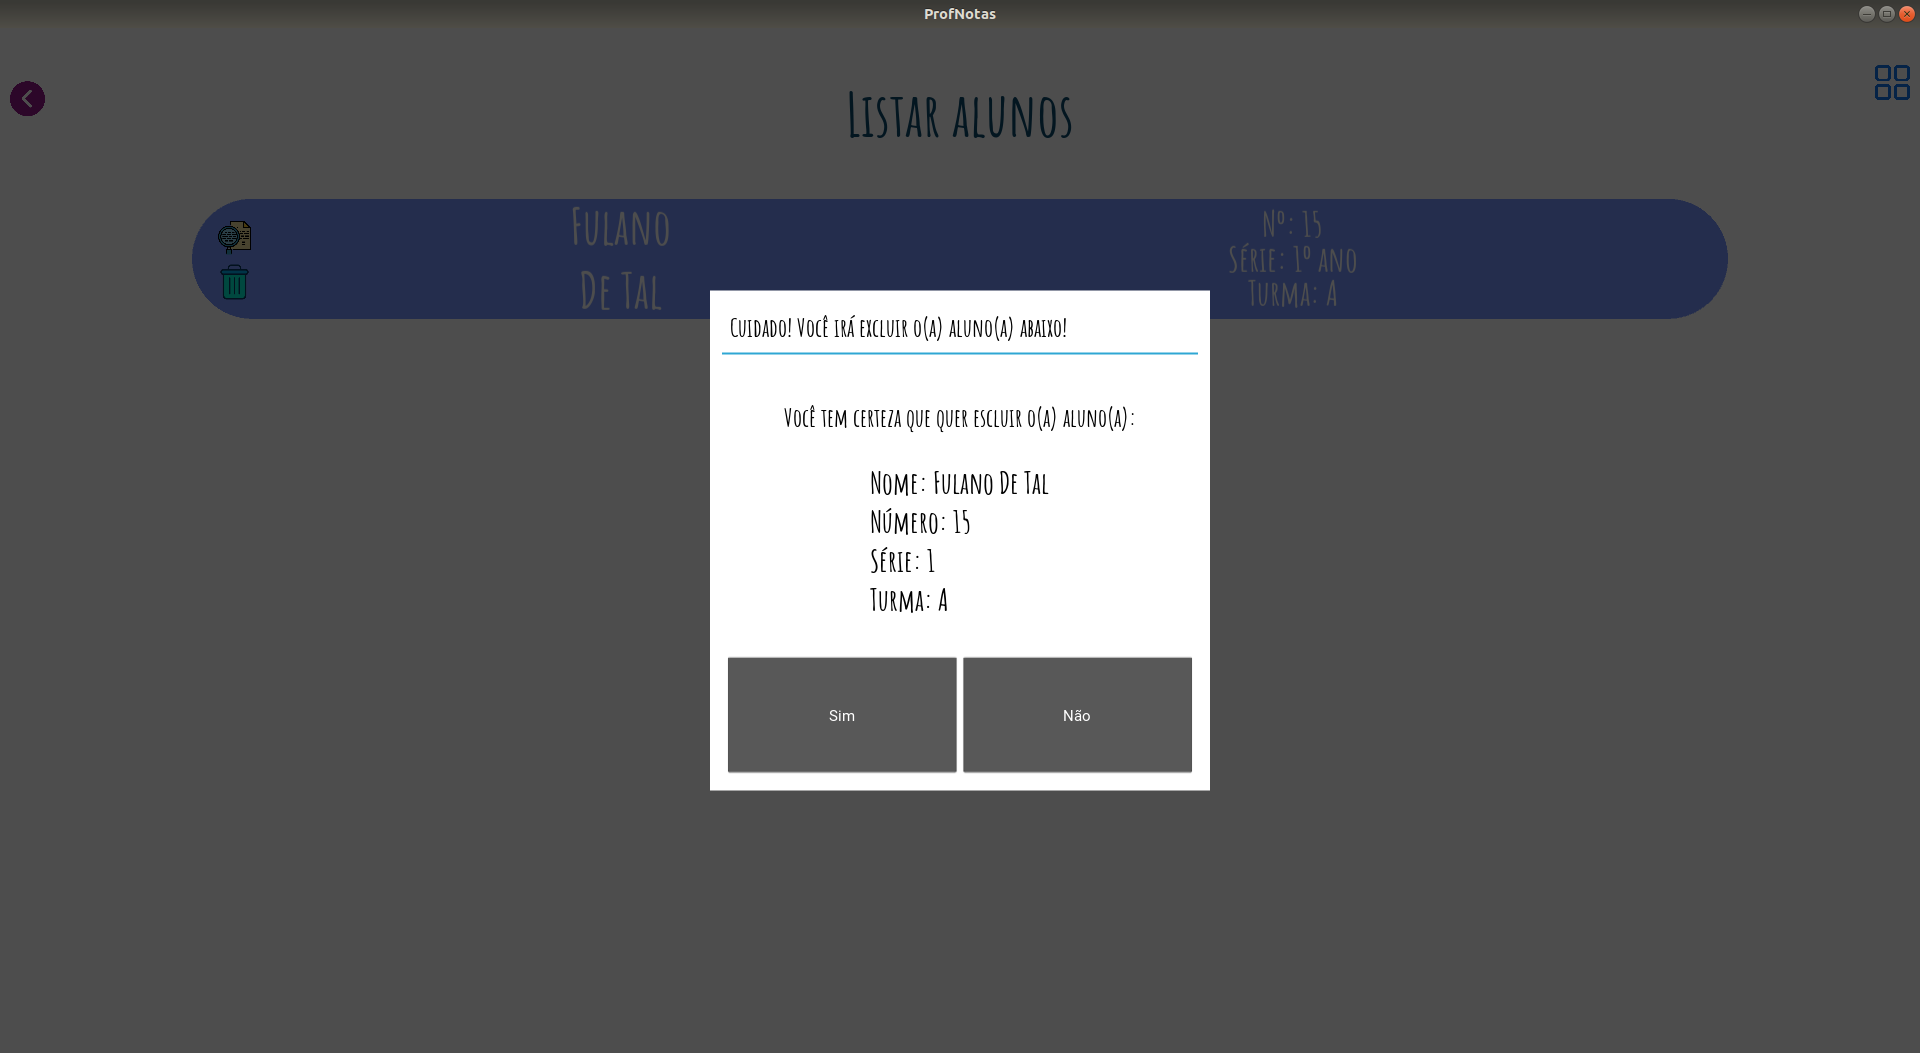 ProfNotas
Listar alunos
Fulano
De Tal
Nº: 15
Série: 1º ano
Turma: A
Cuidado! Você irá excluir o(a) aluno(a) abaixo!
Você tem certeza que quer escluir o(a) aluno(a):
Nome: Fulano De Tal
Número: 15
Série: 1
Turma: A
Sim
Não